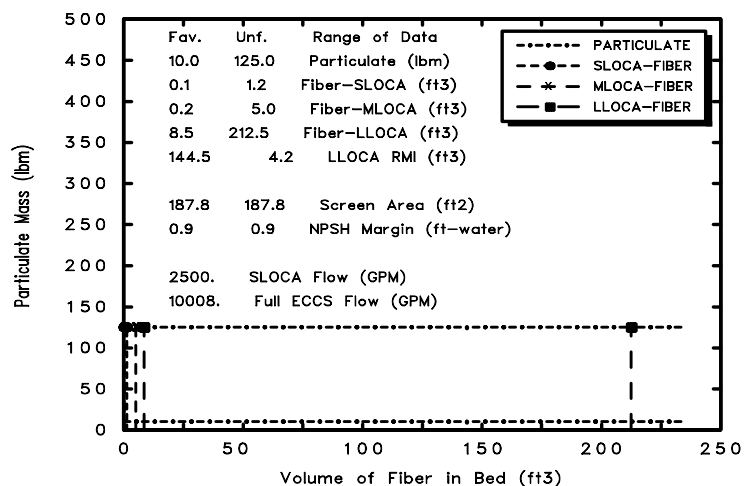 500
450
400
350
300
250
200
150
100
50
0
Particulate Mass (lbm)
Fav. Unf. Range of Data
10.0 125.0 Particulate (lbm)
0.1 1.2 Fiber-SLOCA (ft3)
0.2 5.0 Fiber-MLOCA (ft3)
8.5 212.5 Fiber-LLOCA (ft3)
144.5 4.2 LLOCA RMI (ft3)
187.8 187.8 Screen Area (ft2)
0.9 0.9 NPSH Margin (ft-water)
2500. SLOCA Flow (GPM)
10008. Full ECCS Flow (GPM)
PARTICULATE
SLOCA-FIBER
MLOCA-FIBER
LLOCA-FIBER
0 50 100 150 200 250
Volume of Fiber in Bed (ft3)